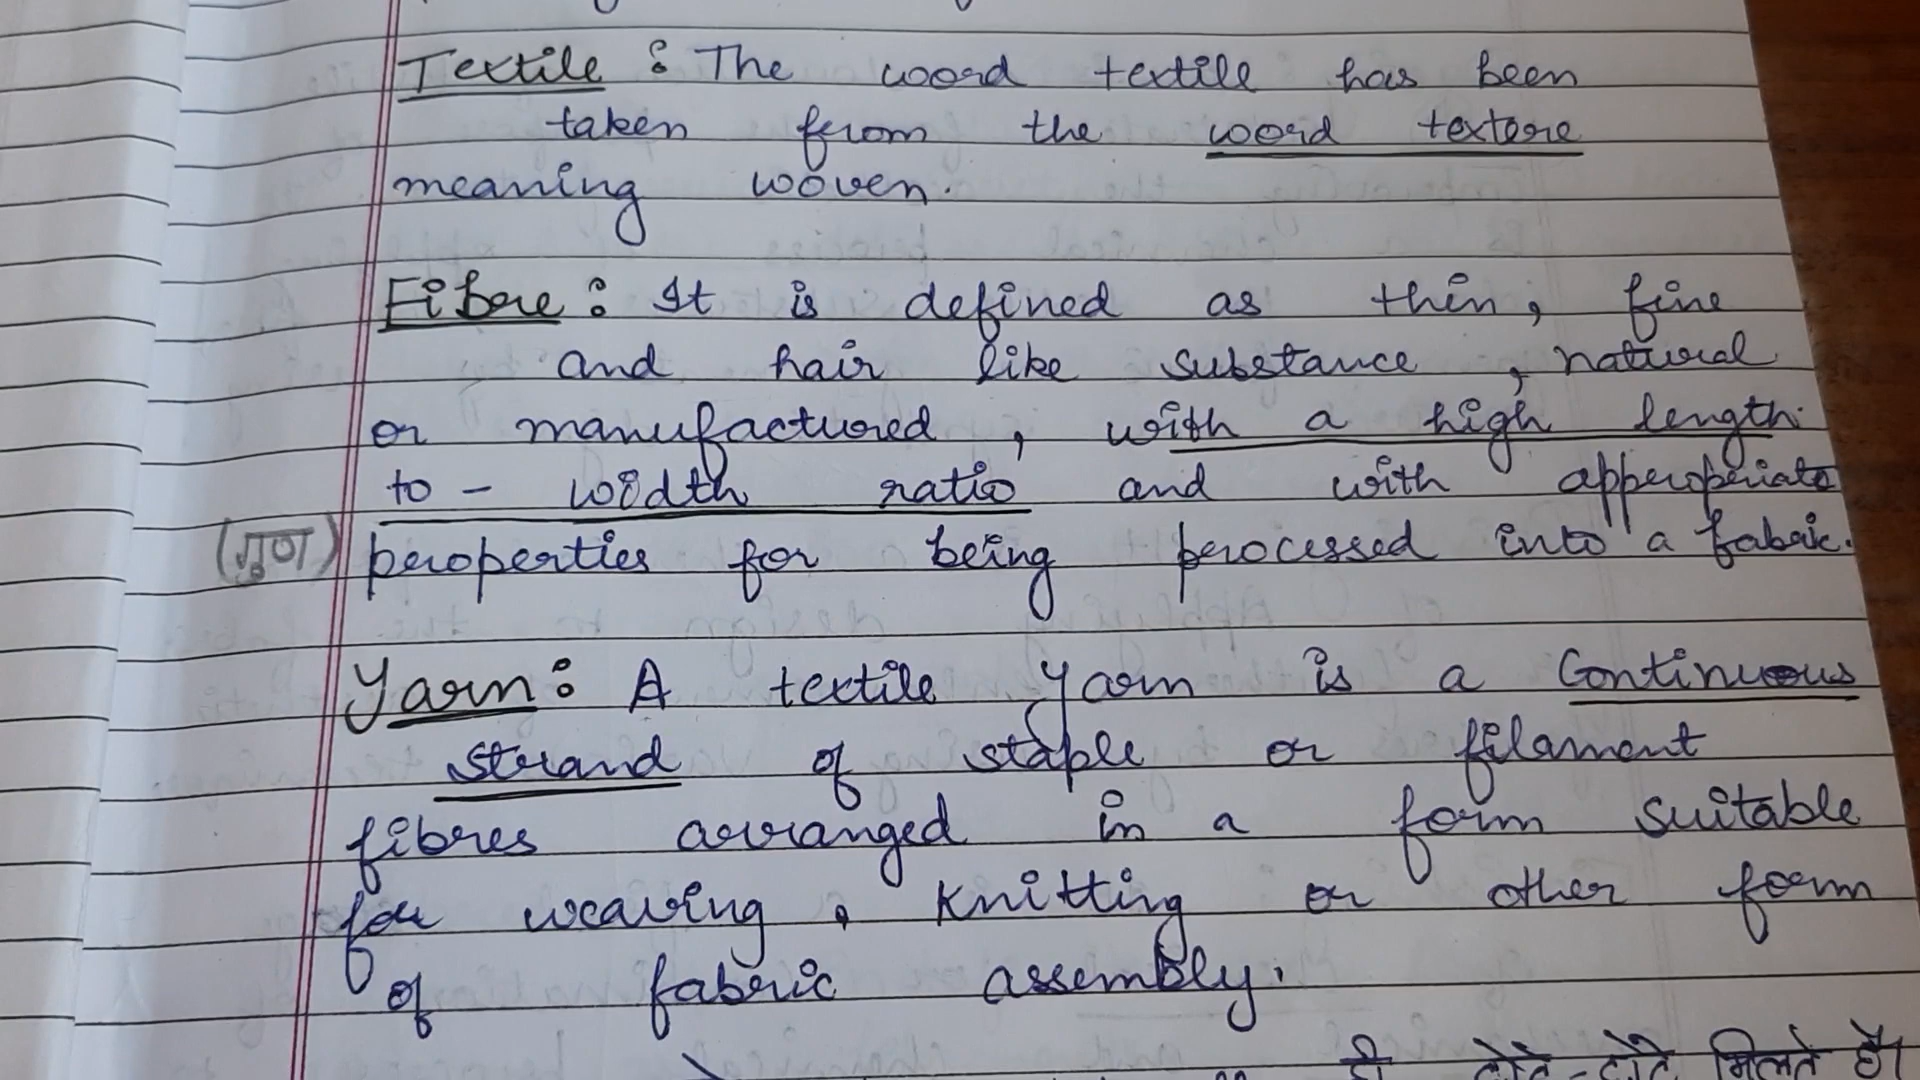 Textile : The word textile has been
taken from the word textore
meaning woven.
Fibre : It is defined as thin, fine
and hair like substance, natural
or manufactured, with a high length
to - width ratio and with appropriate
(गुण) properties for being processed into a fabric.
Yarn : A textile yarn is a Continuous
strand of staple or filament
fibres arranged in a form suitable
for weaving, knitting or other form
of fabric assembly.
छोटे-छोटे मिलते हैं।